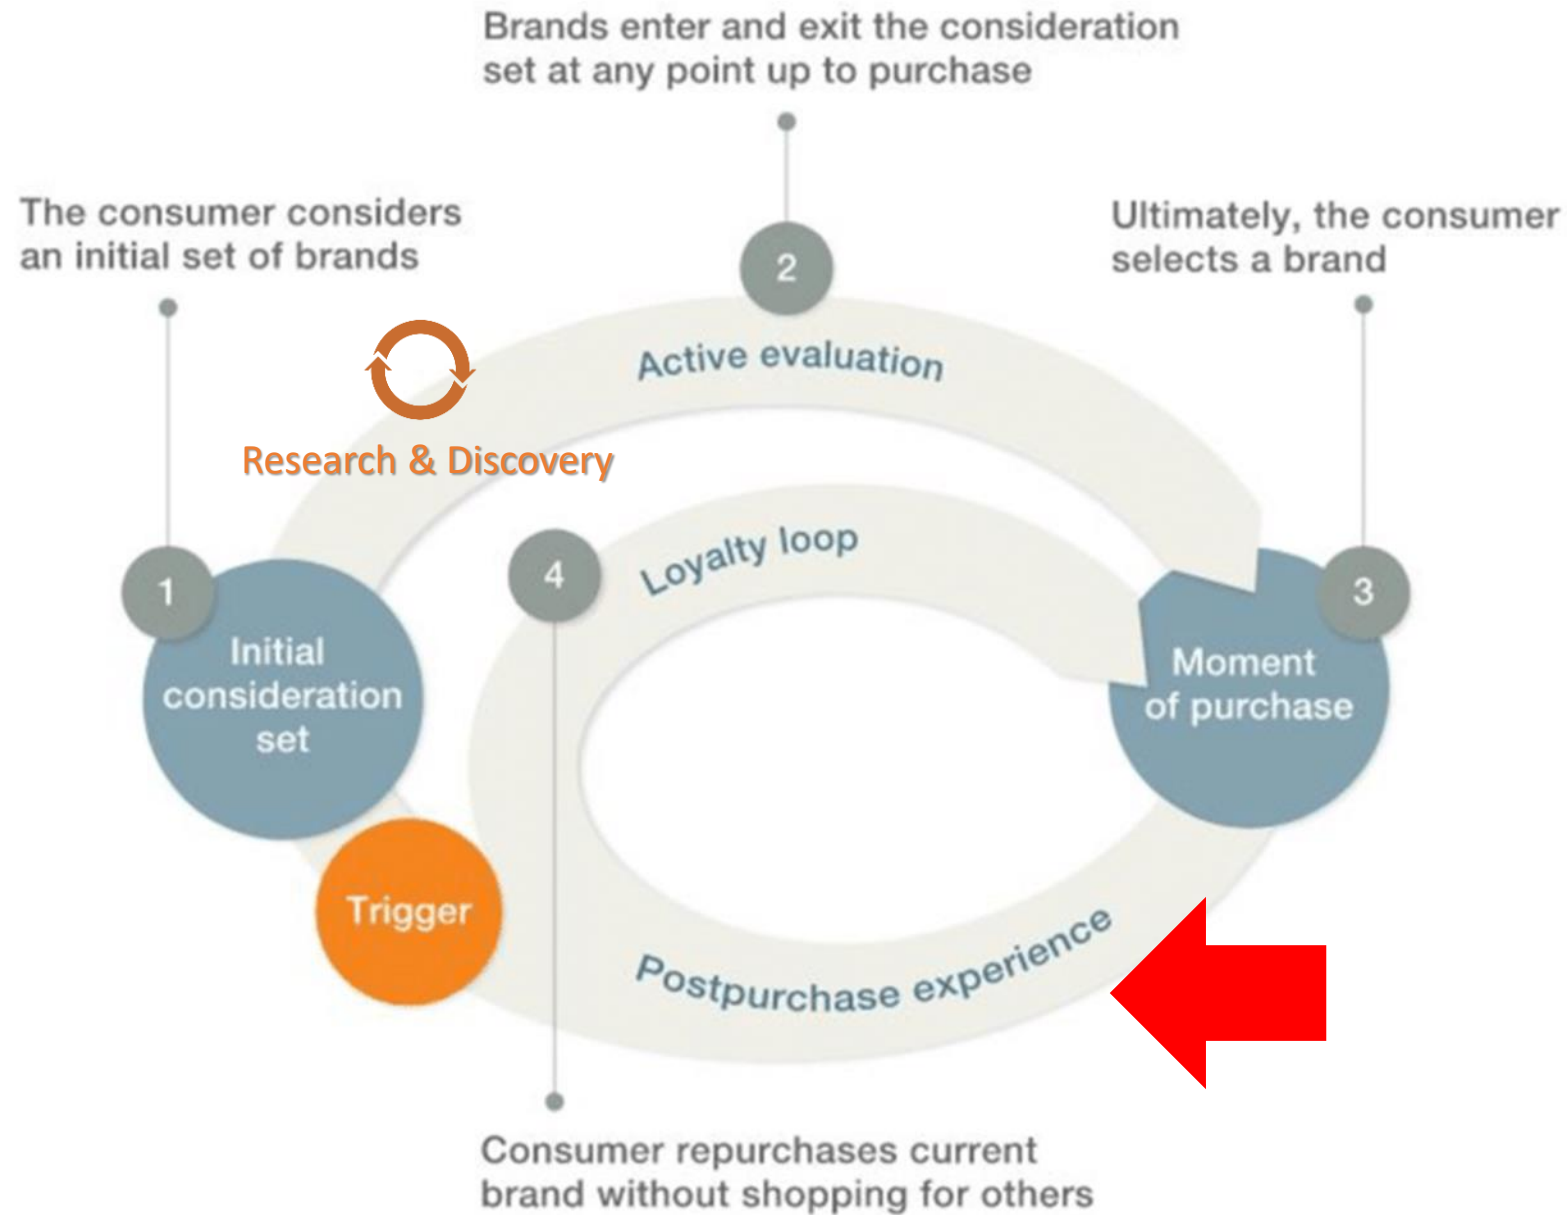 Brands enter and exit the consideration
set at any point up to purchase
The consumer considers
an initial set of brands
Ultimately, the consumer
selects a brand
2
Active evaluation
Research & Discovery
Loyalty loop
1
4
3
Initial
consideration
set
Moment
of purchase
Trigger
Postpurchase experience
Consumer repurchases current
brand without shopping for others